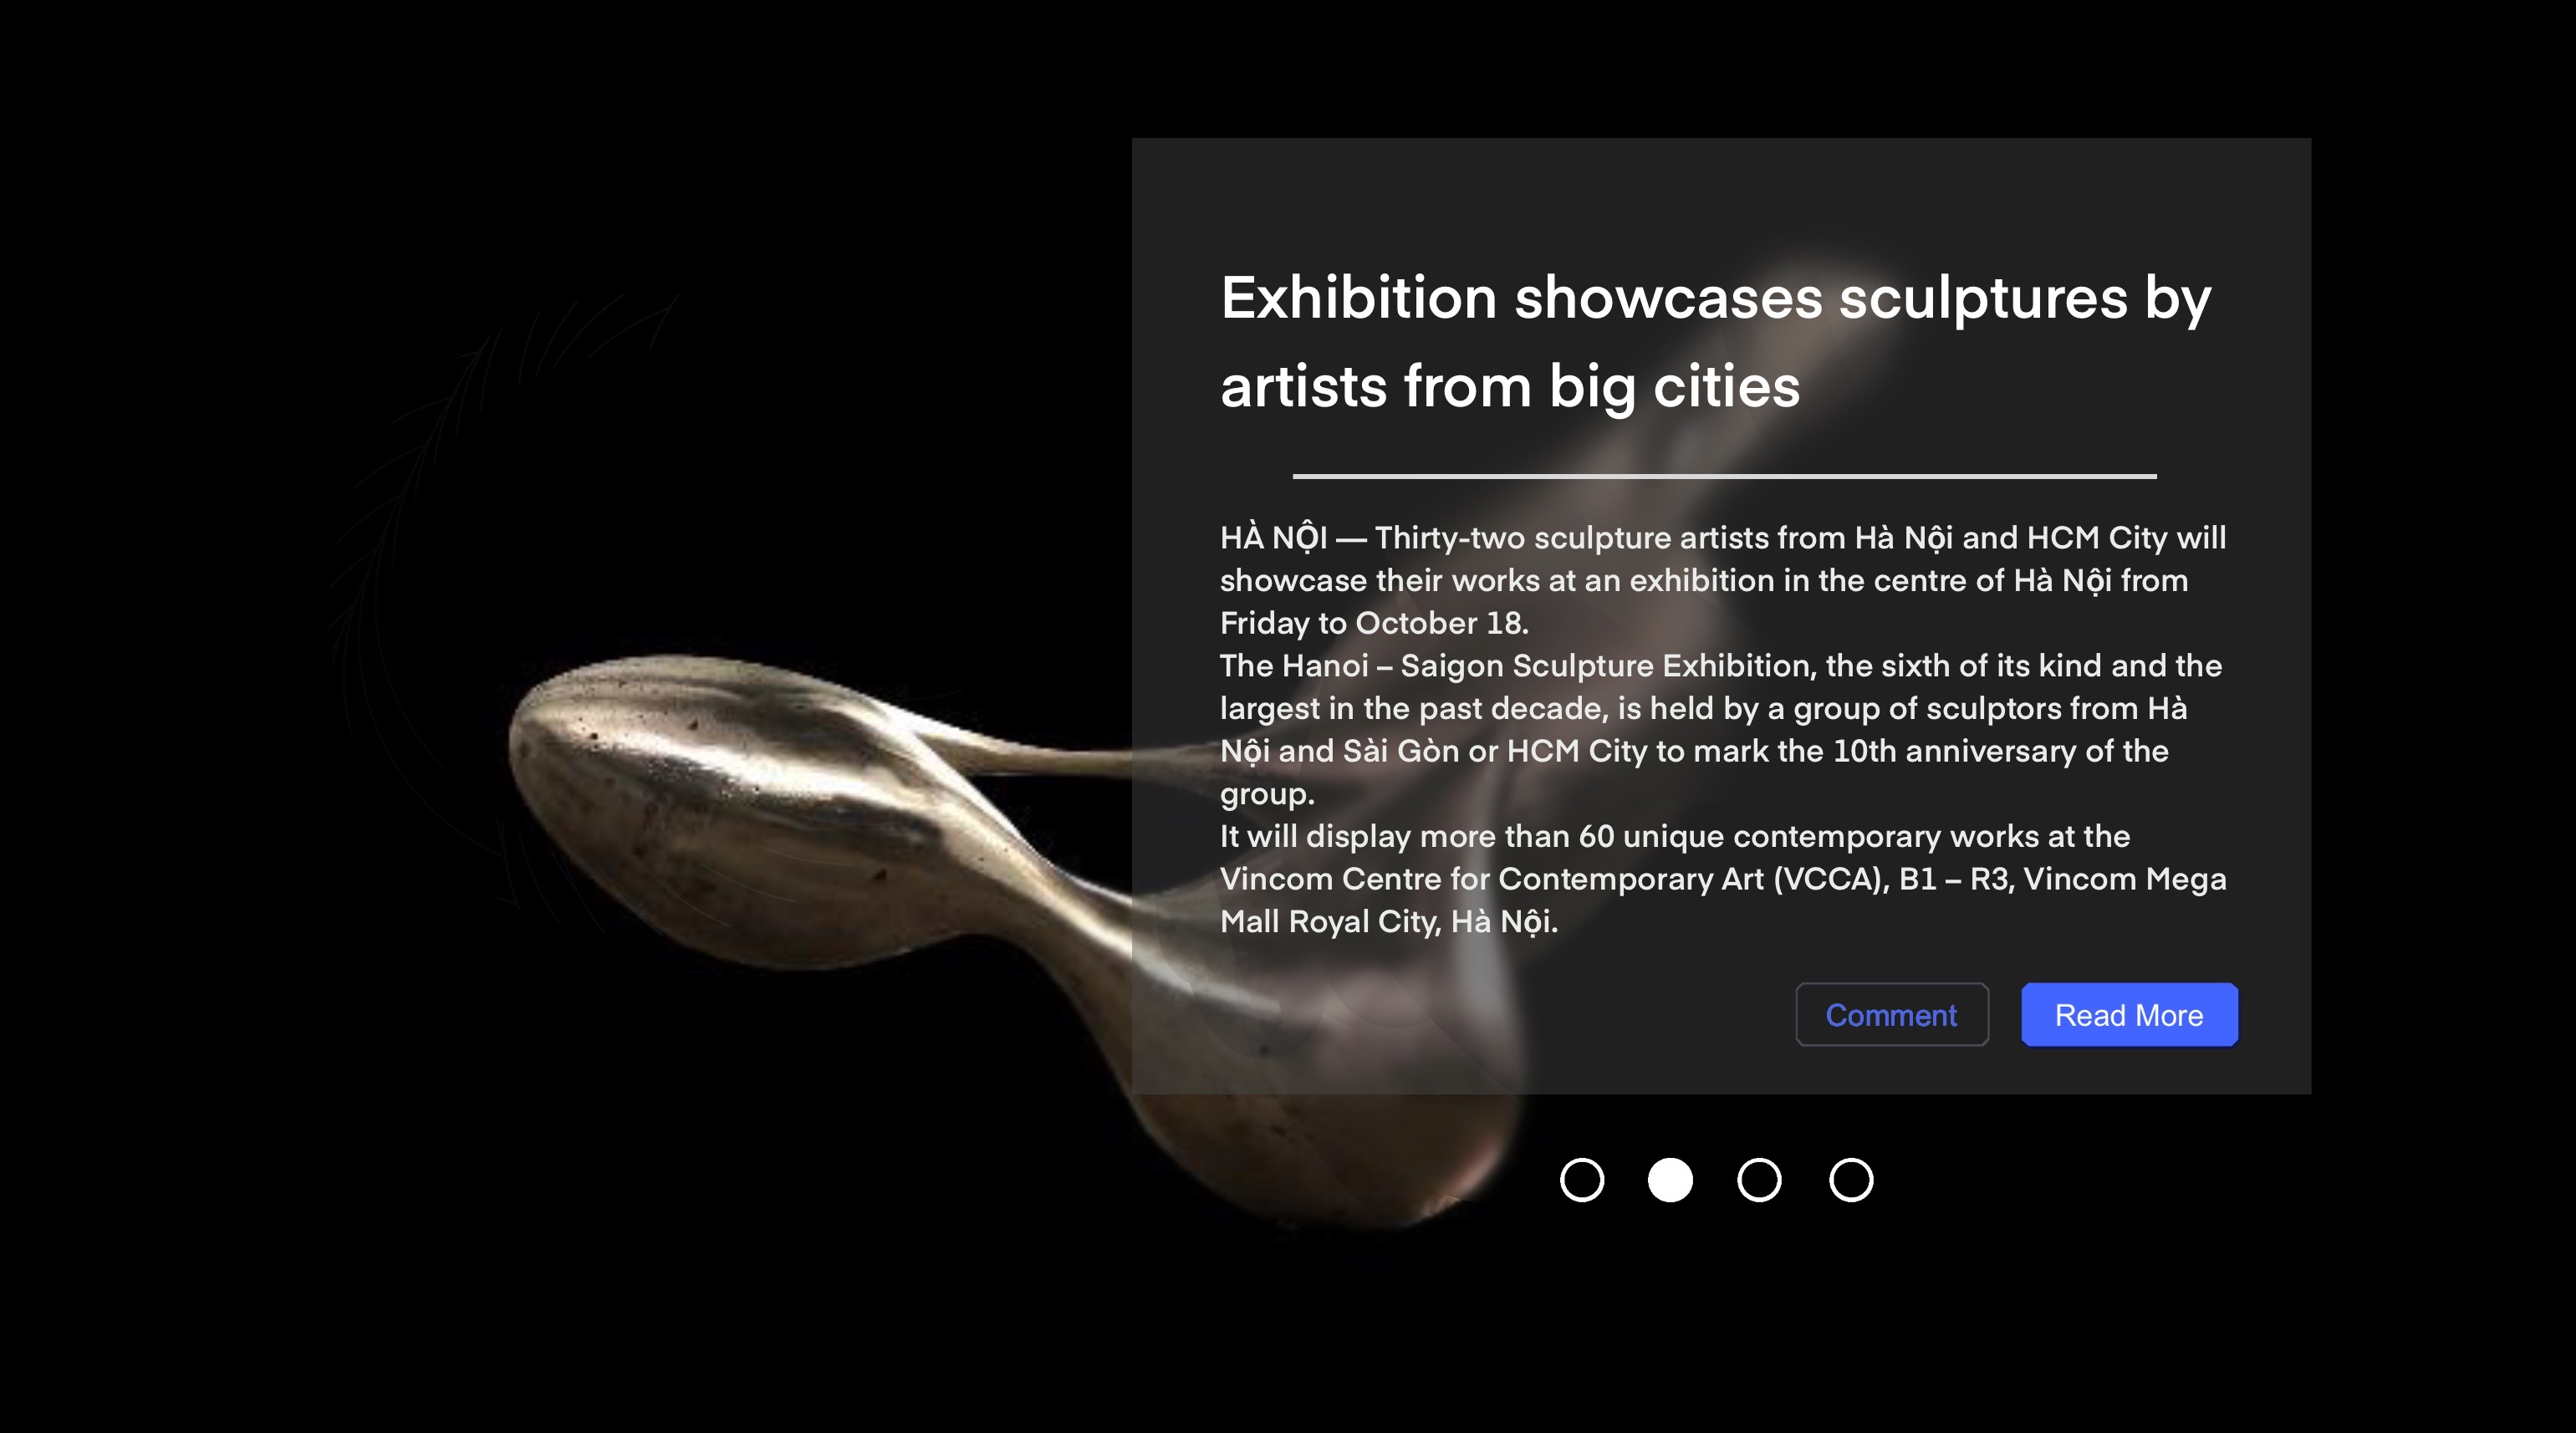 Exhibition showcases sculptures by
artists from big cities
HÀ NỘI — Thirty-two sculpture artists from Hà Nội and HCM City will
showcase their works at an exhibition in the centre of Hà Nội from
Friday to October 18.
The Hanoi – Saigon Sculpture Exhibition, the sixth of its kind and the
largest in the past decade, is held by a group of sculptors from Hà
Nội and Sài Gòn or HCM City to mark the 10th anniversary of the
group.
It will display more than 60 unique contemporary works at the
Vincom Centre for Contemporary Art (VCCA), B1 – R3, Vincom Mega
Mall Royal City, Hà Nội.
Comment
Read More